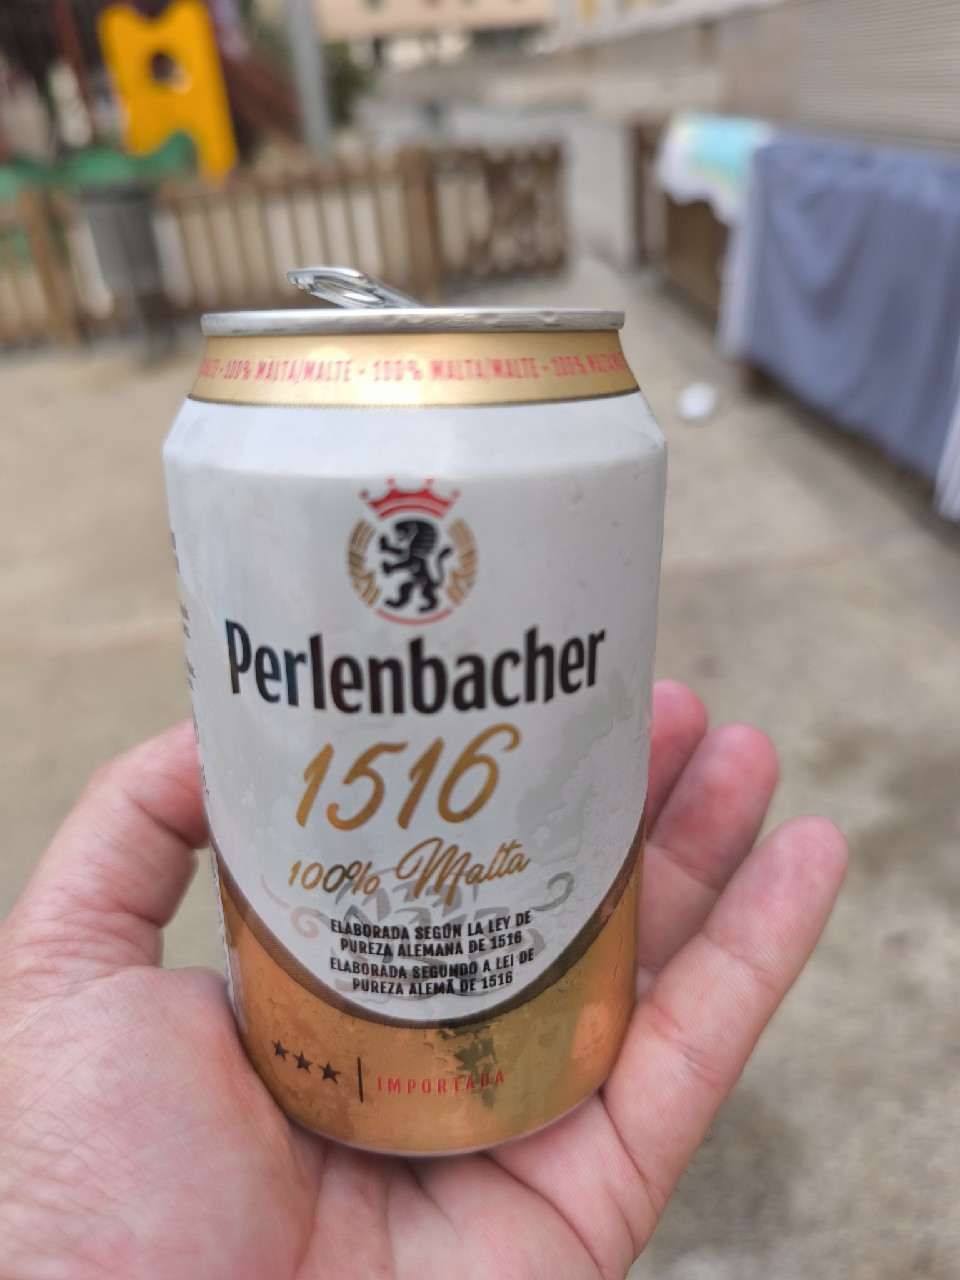 100% MALTA/MALTE - 100% MALTA/MALTE - 100% MALTA
Perlenbacher
1516
100% Malta
ELABORADA SEGÚN LA LEY DE
PUREZA ALEMANA DE 1516
ELABORADA SEGUNDO A LEI DE
PUREZA ALEMÃ DE 1516
IMPORTADA